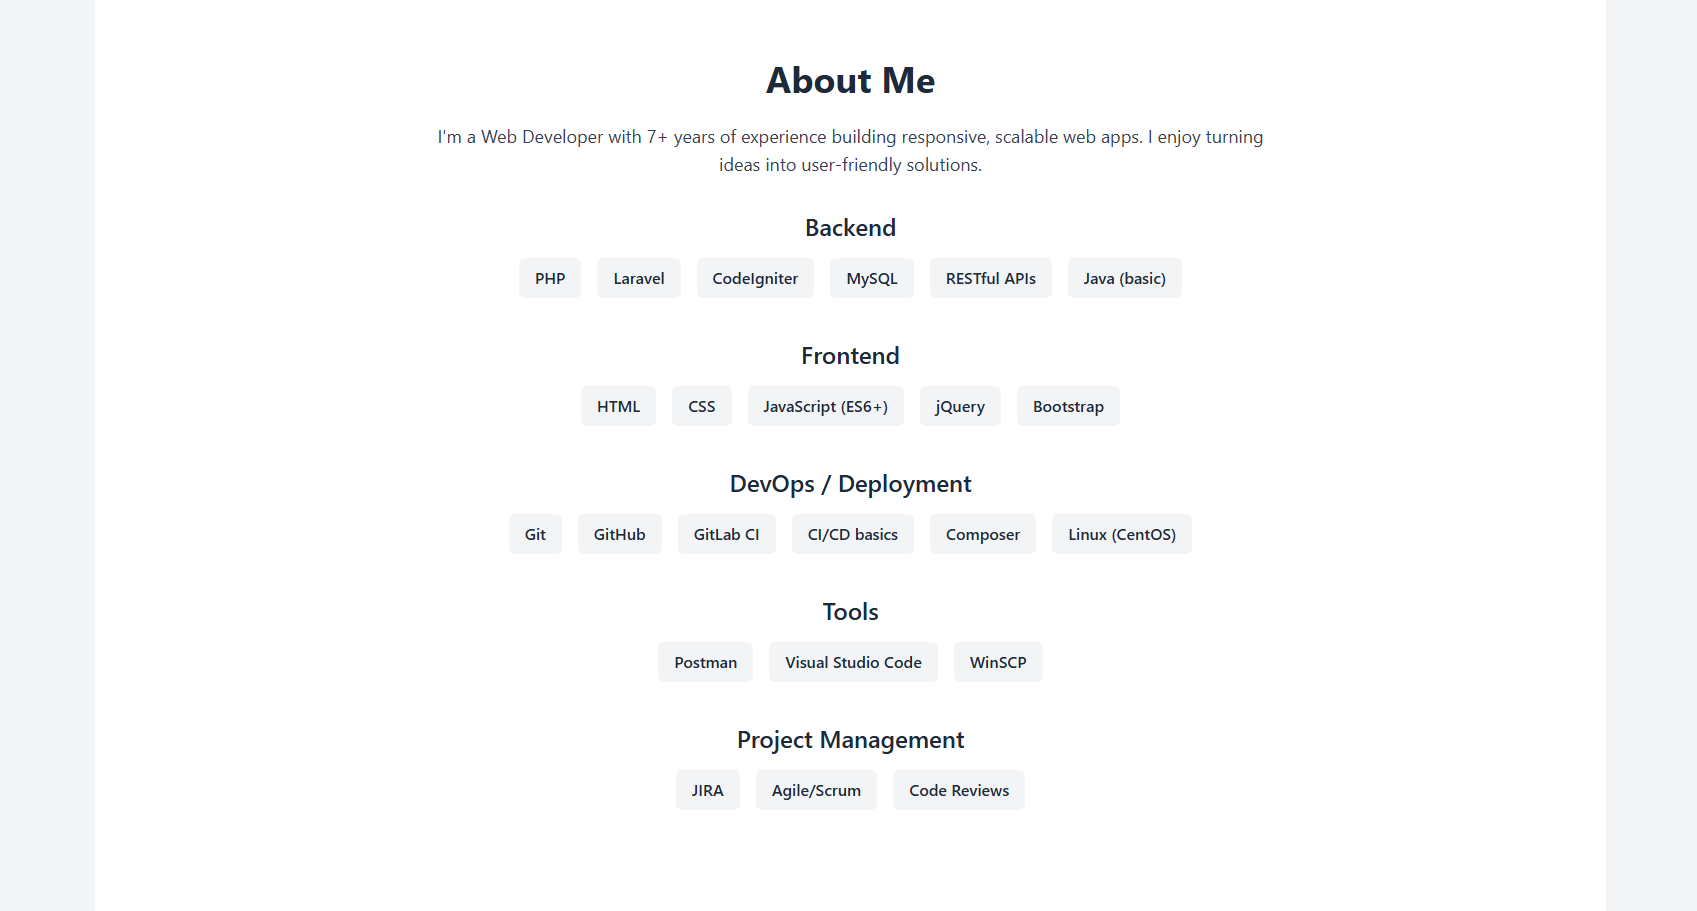 About Me
I'm a Web Developer with 7+ years of experience building responsive, scalable web apps. I enjoy turning
ideas into user-friendly solutions.
Backend
PHP Laravel CodeIgniter MySQL RESTful APIs Java (basic)
Frontend
HTML CSS JavaScript (ES6+) jQuery Bootstrap
DevOps / Deployment
Git GitHub GitLab CI CI/CD basics Composer Linux (CentOS)
Tools
Postman Visual Studio Code WinSCP
Project Management
JIRA Agile/Scrum Code Reviews